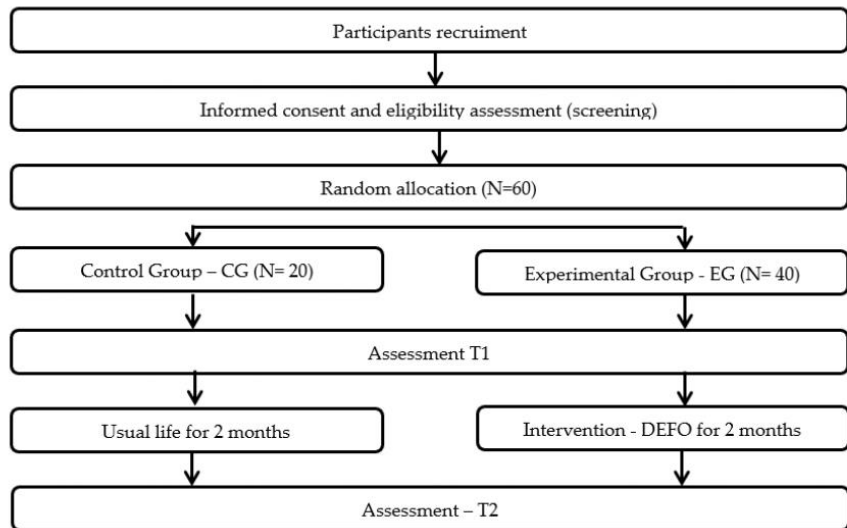 Participants recruiment
Informed consent and eligibility assessment (screening)
Random allocation (N=60)
Control Group – CG (N= 20)
Experimental Group - EG (N= 40)
Assessment T1
Usual life for 2 months
Intervention - DEFO for 2 months
Assessment – T2